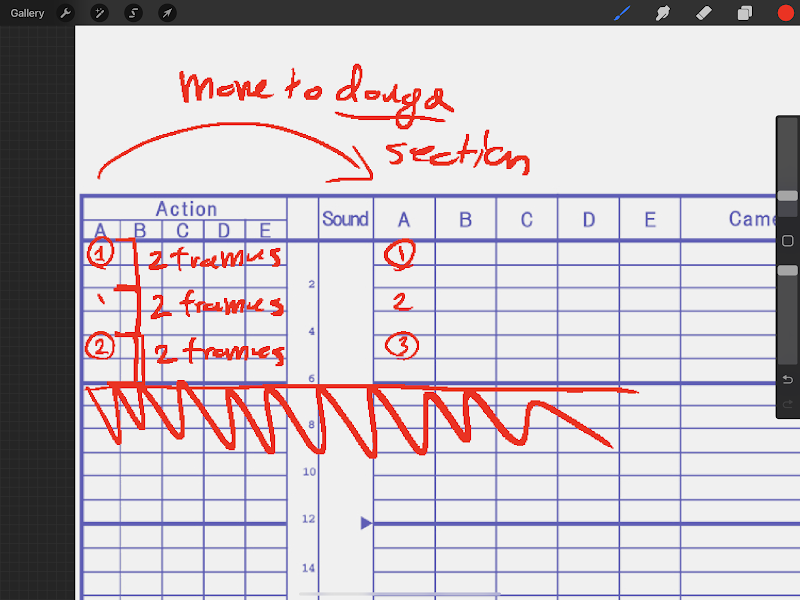 Gallery
move to douga
section
Action Sound A B C D E Came
A B C D E
① 2 frames ①
2
2 frames 2
4
② 2 frames ③
6
8
10
12
14